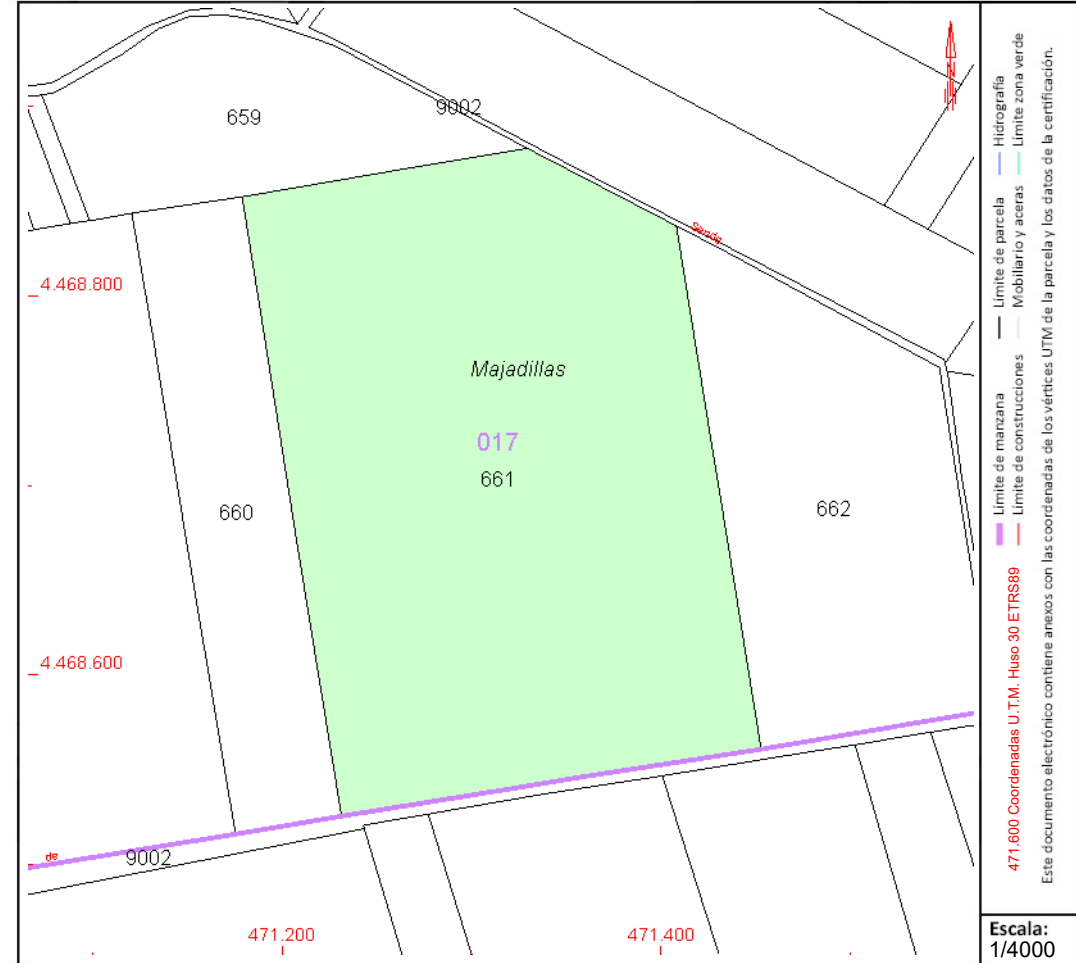 659
9002
Senda
4.468.800
Majadillas
017
661
660
662
4.468.600
9002
471.200
471.400
Límite de manzana
Límite de parcela
Hidrografía
471.600 Coordenadas U.T.M. Huso 30 ETRS89
Límite de construcciones
Mobiliario y aceras
Límite zona verde
Este documento electrónico contiene anexos con las coordenadas de los vértices UTM de la parcela y los datos de la certificación.
Escala:
1/4000